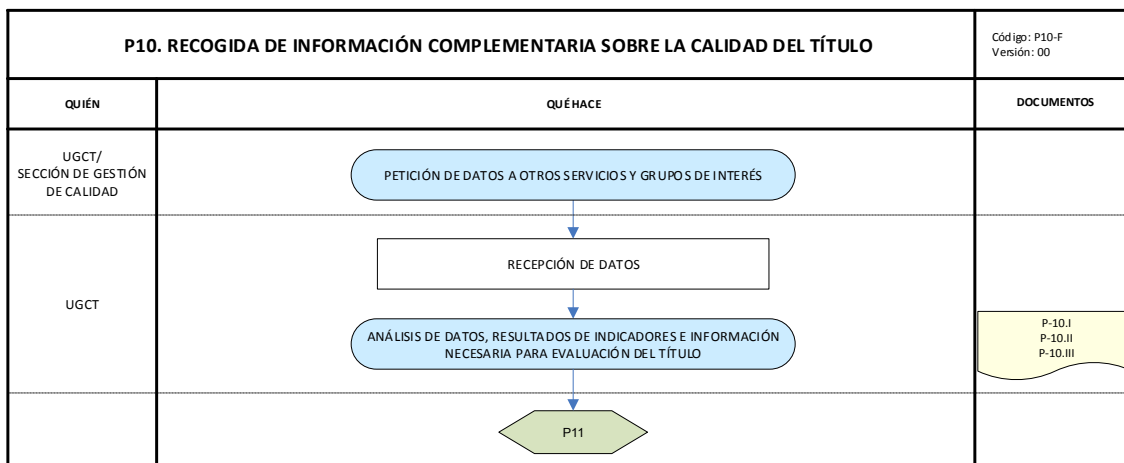 P10. RECOGIDA DE INFORMACIÓN COMPLEMENTARIA SOBRE LA CALIDAD DEL TÍTULO
Código: P10-F
Versión: 00
QUIÉN
QUÉ HACE
DOCUMENTOS
UGCT/
SECCIÓN DE GESTIÓN
DE CALIDAD
PETICIÓN DE DATOS A OTROS SERVICIOS Y GRUPOS DE INTERÉS
UGCT
RECEPCIÓN DE DATOS
ANÁLISIS DE DATOS, RESULTADOS DE INDICADORES E INFORMACIÓN
NECESARIA PARA EVALUACIÓN DEL TÍTULO
P-10.I
P-10.II
P-10.III
P11